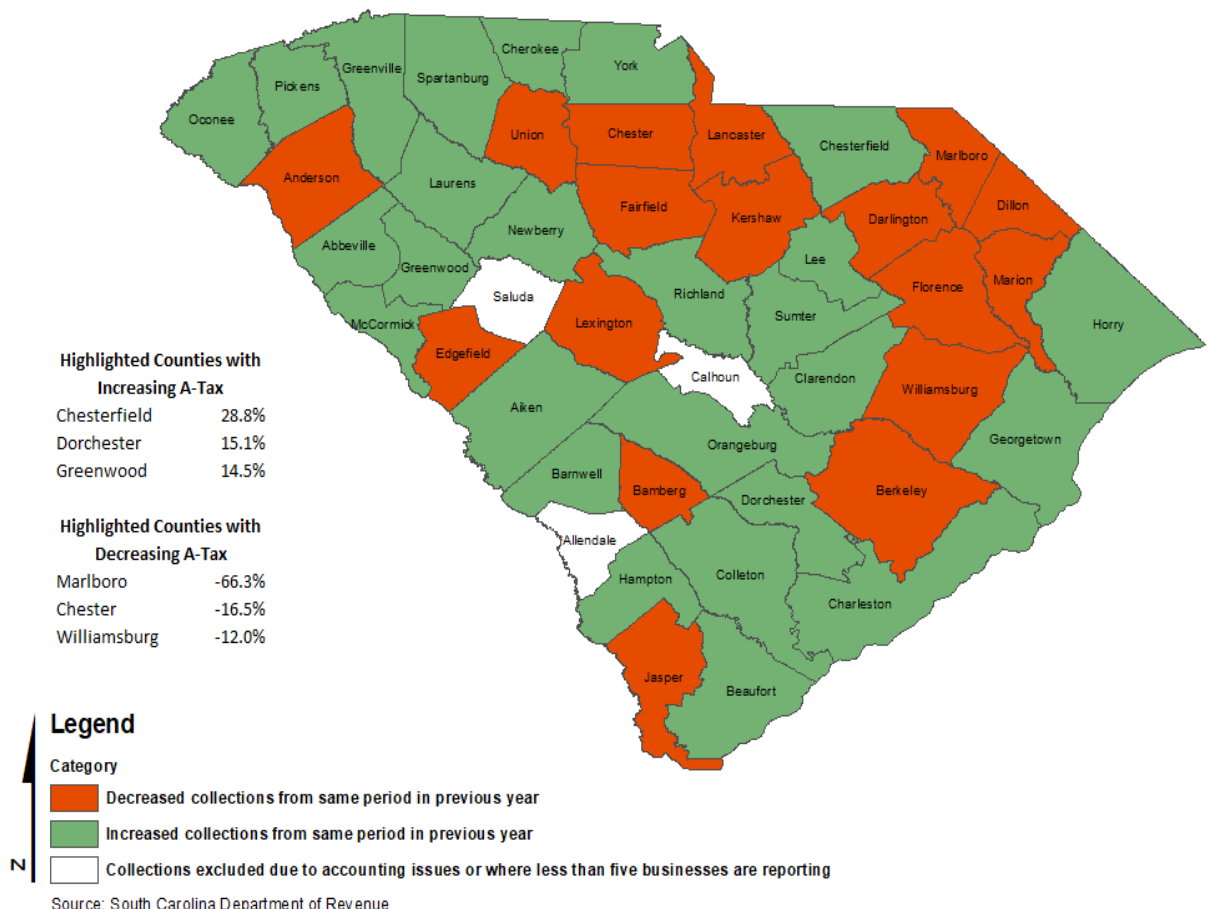 Cherokee
York
Greenville
Spartanburg
Pickens
Oconee
Union
Chester
Lancaster
Chesterfield
Marlboro
Anderson
Laurens
Fairfield
Kershaw
Darlington
Dillon
Newberry
Abbeville
Greenwood
Lee
Saluda
Richland
Florence
Marion
McCormick
Lexington
Sumter
Horry
Edgefield
Calhoun
Clarendon
Williamsburg
Aiken
Orangeburg
Georgetown
Barnwell
Bamberg
Dorchester
Berkeley
Allendale
Hampton
Colleton
Charleston
Jasper
Beaufort
Highlighted Counties with
Increasing A-Tax
Chesterfield 28.8%
Dorchester 15.1%
Greenwood 14.5%
Highlighted Counties with
Decreasing A-Tax
Marlboro -66.3%
Chester -16.5%
Williamsburg -12.0%
Legend
Category
Decreased collections from same period in previous year
Increased collections from same period in previous year
Collections excluded due to accounting issues or where less than five businesses are reporting
N
Source: South Carolina Department of Revenue